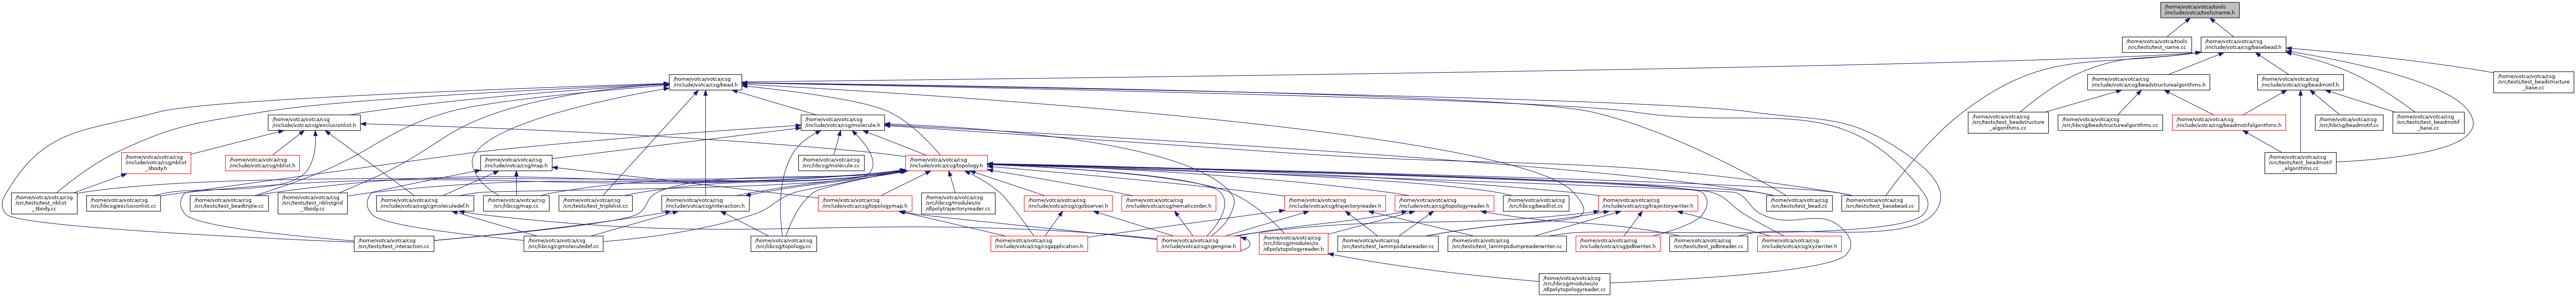 /home/votca/votca/tools
/include/votca/tools/name.h
/home/votca/votca/tools
/src/tests/test_name.cc
/home/votca/votca/csg
/include/votca/csg/basebead.h
/home/votca/votca/csg
/include/votca/csg/bead.h
/home/votca/votca/csg
/include/votca/csg/beadstructurealgorithms.h
/home/votca/votca/csg
/include/votca/csg/beadmotif.h
/home/votca/votca/csg
/src/tests/test_beadstructure
_base.cc
/home/votca/votca/csg
/include/votca/csg/exclusionlist.h
/home/votca/votca/csg
/include/votca/csg/molecule.h
/home/votca/votca/csg
/src/tests/test_beadstructure
_algorithms.cc
/home/votca/votca/csg
/src/libcsg/beadstructurealgorithms.cc
/home/votca/votca/csg
/include/votca/csg/beadmotifalgorithms.h
/home/votca/votca/csg
/src/libcsg/beadmotif.cc
/home/votca/votca/csg
/src/tests/test_beadmotif
_base.cc
/home/votca/votca/csg
/include/votca/csg/nblist
_3body.h
/home/votca/votca/csg
/include/votca/csg/nblist.h
/home/votca/votca/csg
/include/votca/csg/map.h
/home/votca/votca/csg
/src/libcsg/molecule.cc
/home/votca/votca/csg
/include/votca/csg/topology.h
/home/votca/votca/csg
/src/tests/test_beadmotif
_algorithms.cc
/home/votca/votca/csg
/src/tests/test_nblist
_3body.cc
/home/votca/votca/csg
/src/libcsg/exclusionlist.cc
/home/votca/votca/csg
/src/tests/test_beadtriple.cc
/home/votca/votca/csg
/src/tests/test_nblistgrid
_3body.cc
/home/votca/votca/csg
/include/votca/csg/cgmoleculedef.h
/home/votca/votca/csg
/src/libcsg/map.cc
/home/votca/votca/csg
/src/tests/test_triplelist.cc
/home/votca/votca/csg
/include/votca/csg/interaction.h
/home/votca/votca/csg
/include/votca/csg/topologymap.h
/home/votca/votca/csg
/src/libcsg/modules/io
/dlpolytrajectoryreader.cc
/home/votca/votca/csg
/include/votca/csg/cgobserver.h
/home/votca/votca/csg
/include/votca/csg/nematicorder.h
/home/votca/votca/csg
/include/votca/csg/trajectoryreader.h
/home/votca/votca/csg
/include/votca/csg/topologyreader.h
/home/votca/votca/csg
/src/libcsg/beadlist.cc
/home/votca/votca/csg
/include/votca/csg/trajectorywriter.h
/home/votca/votca/csg
/src/tests/test_bead.cc
/home/votca/votca/csg
/src/tests/test_basebead.cc
/home/votca/votca/csg
/src/tests/test_interaction.cc
/home/votca/votca/csg
/src/libcsg/cgmoleculedef.cc
/home/votca/votca/csg
/src/libcsg/topology.cc
/home/votca/votca/csg
/include/votca/csg/csgapplication.h
/home/votca/votca/csg
/include/votca/csg/cgengine.h
/home/votca/votca/csg
/src/libcsg/modules/io
/dlpolytopologyreader.h
/home/votca/votca/csg
/src/tests/test_lammpsdatareader.cc
/home/votca/votca/csg
/src/tests/test_lammpsdumpreaderwriter.cc
/home/votca/votca/csg
/include/votca/csg/pdbwriter.h
/home/votca/votca/csg
/src/tests/test_pdbreader.cc
/home/votca/votca/csg
/include/votca/csg/xyzwriter.h
/home/votca/votca/csg
/src/libcsg/modules/io
/dlpolytopologyreader.cc